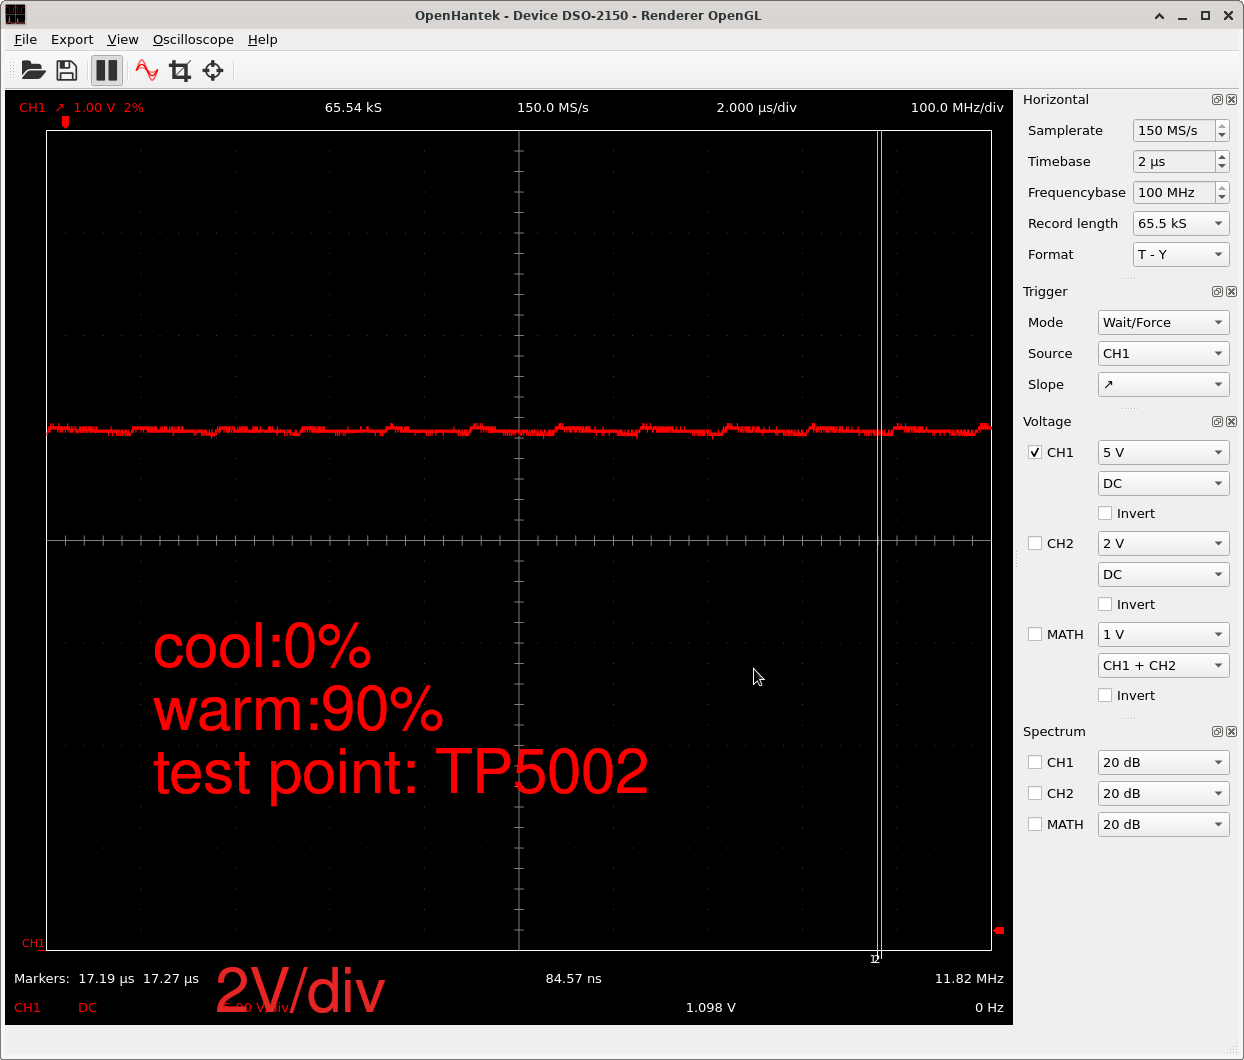 OpenHantek - Device DSO-2150 - Renderer OpenGL
File Export View Oscilloscope Help
CH1 ↗ 1.00 V 2% 65.54 kS 150.0 MS/s 2.000 µs/div 100.0 MHz/div
Horizontal
Samplerate 150 MS/s
Timebase 2 µs
Frequencybase 100 MHz
Record length 65.5 kS
Format T - Y
Trigger
Mode Wait/Force
Source CH1
Slope ↗
Voltage
CH1 5 V
DC
Invert
CH2 2 V
DC
Invert
MATH 1 V
CH1 + CH2
Invert
Spectrum
CH1 20 dB
CH2 20 dB
MATH 20 dB
cool:0%
warm:90%
test point: TP5002
CH1
12
Markers: 17.19 µs 17.27 µs 84.57 ns 11.82 MHz
2V/div
CH1 DC 5.00 V/div 1.098 V 0 Hz